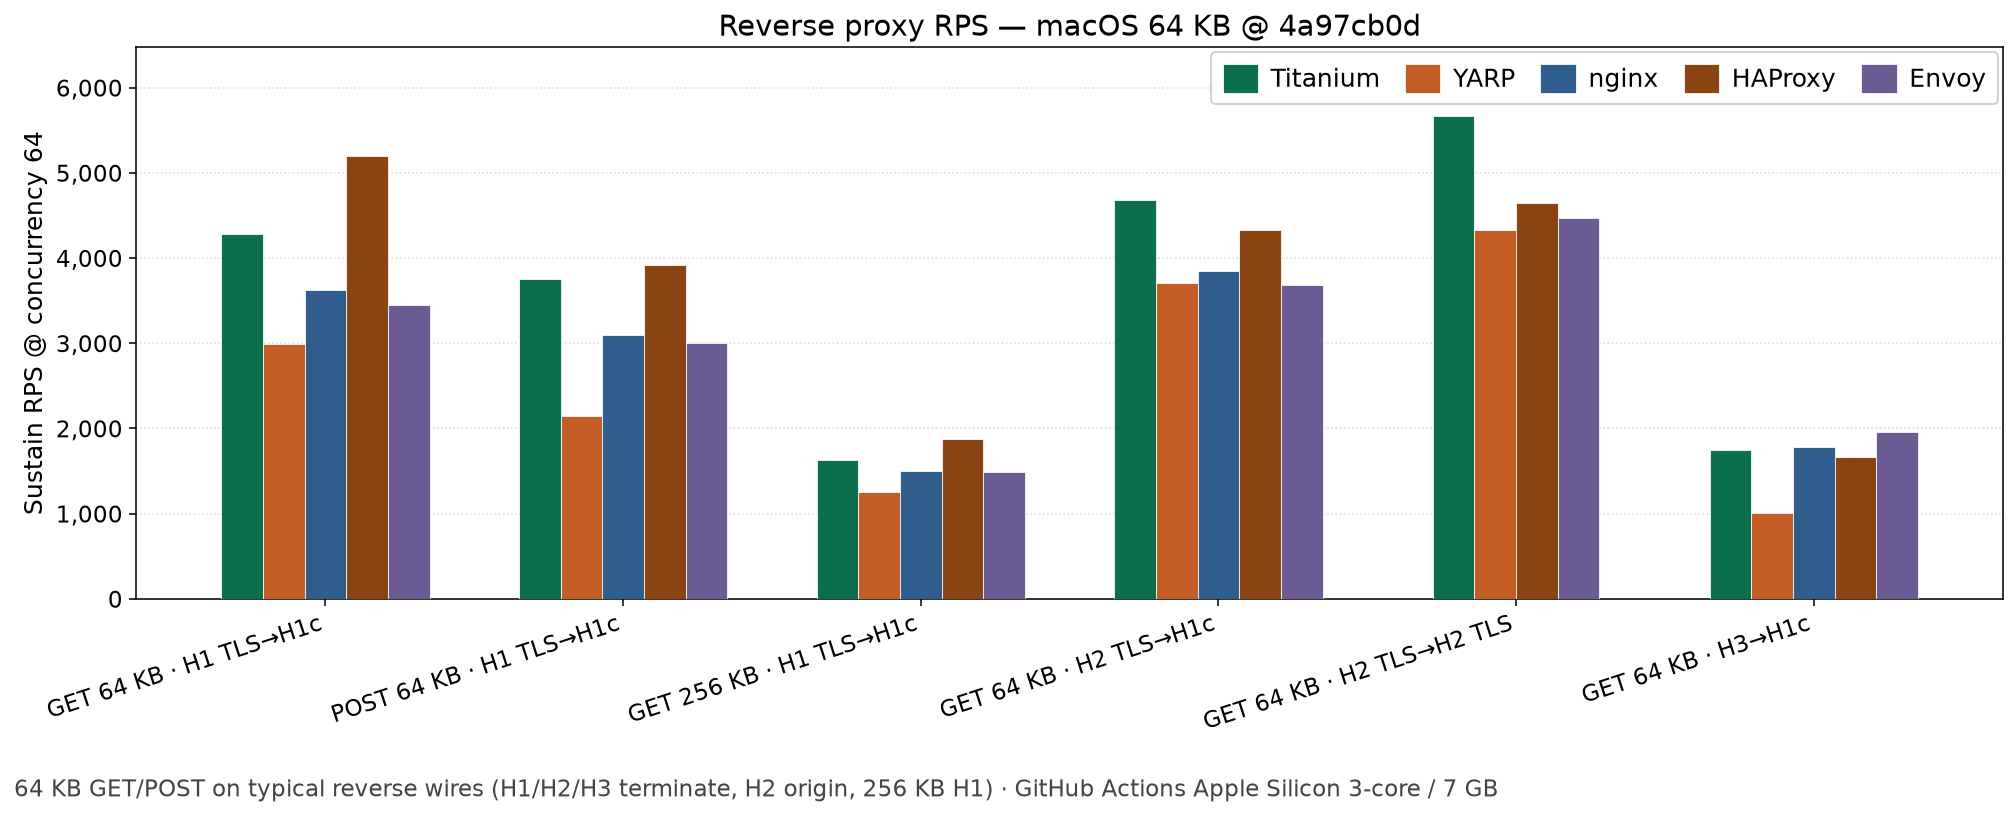 Reverse proxy RPS — macOS 64 KB @ 4a97cb0d
Titanium
YARP
nginx
HAProxy
Envoy
Sustain RPS @ concurrency 64
6,000
5,000
4,000
3,000
2,000
1,000
0
GET 64 KB · H1 TLS→H1c
POST 64 KB · H1 TLS→H1c
GET 256 KB · H1 TLS→H1c
GET 64 KB · H2 TLS→H1c
GET 64 KB · H2 TLS→H2 TLS
GET 64 KB · H3→H1c
64 KB GET/POST on typical reverse wires (H1/H2/H3 terminate, H2 origin, 256 KB H1) · GitHub Actions Apple Silicon 3-core / 7 GB